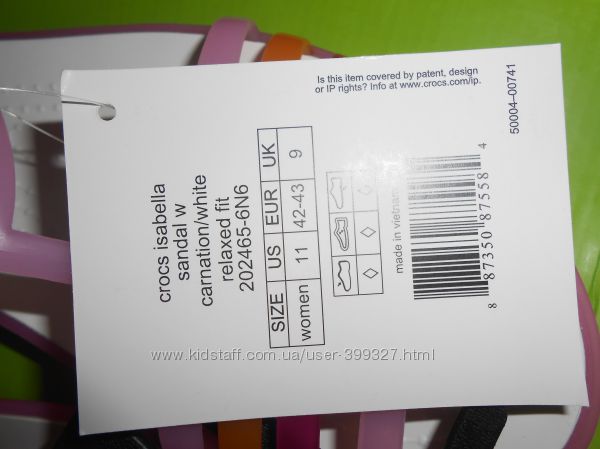 Is this item covered by patent, design
or IP rights? Info at www.crocs.com/ip.
50004-00741
crocs isabella
sandal w
carnation/white
relaxed fit
202465-6N6
SIZE US EUR UK
women 11 42-43 9
made in vietnam
8 87350 87558 4
www.kidstaff.com.ua/user-399327.html